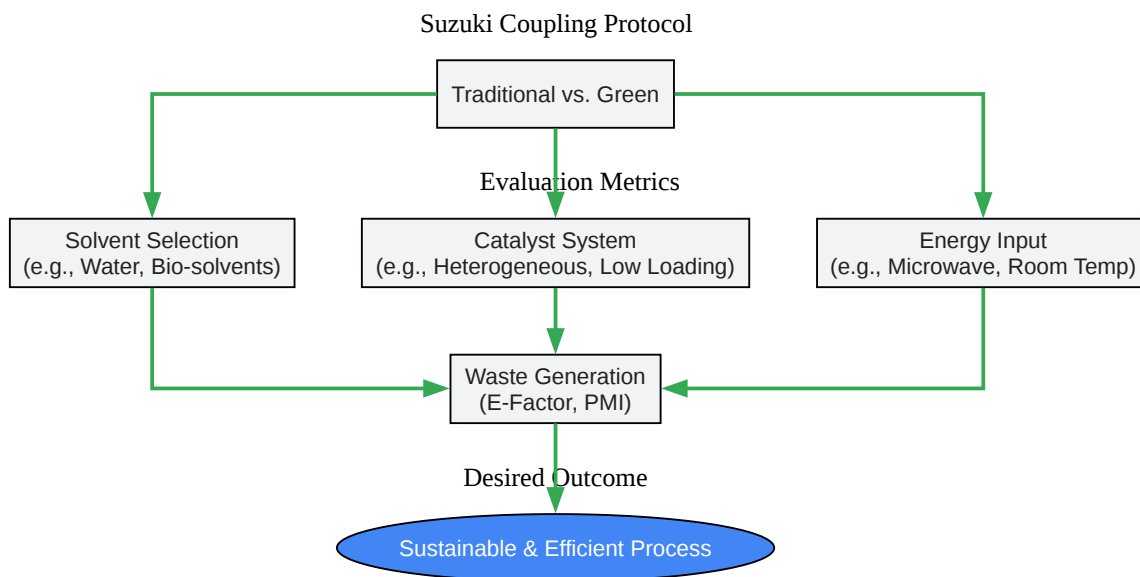 Suzuki Coupling Protocol
Traditional vs. Green
Evaluation Metrics
Solvent Selection
(e.g., Water, Bio-solvents)
Catalyst System
(e.g., Heterogeneous, Low Loading)
Energy Input
(e.g., Microwave, Room Temp)
Waste Generation
(E-Factor, PMI)
Desired Outcome
Sustainable & Efficient Process